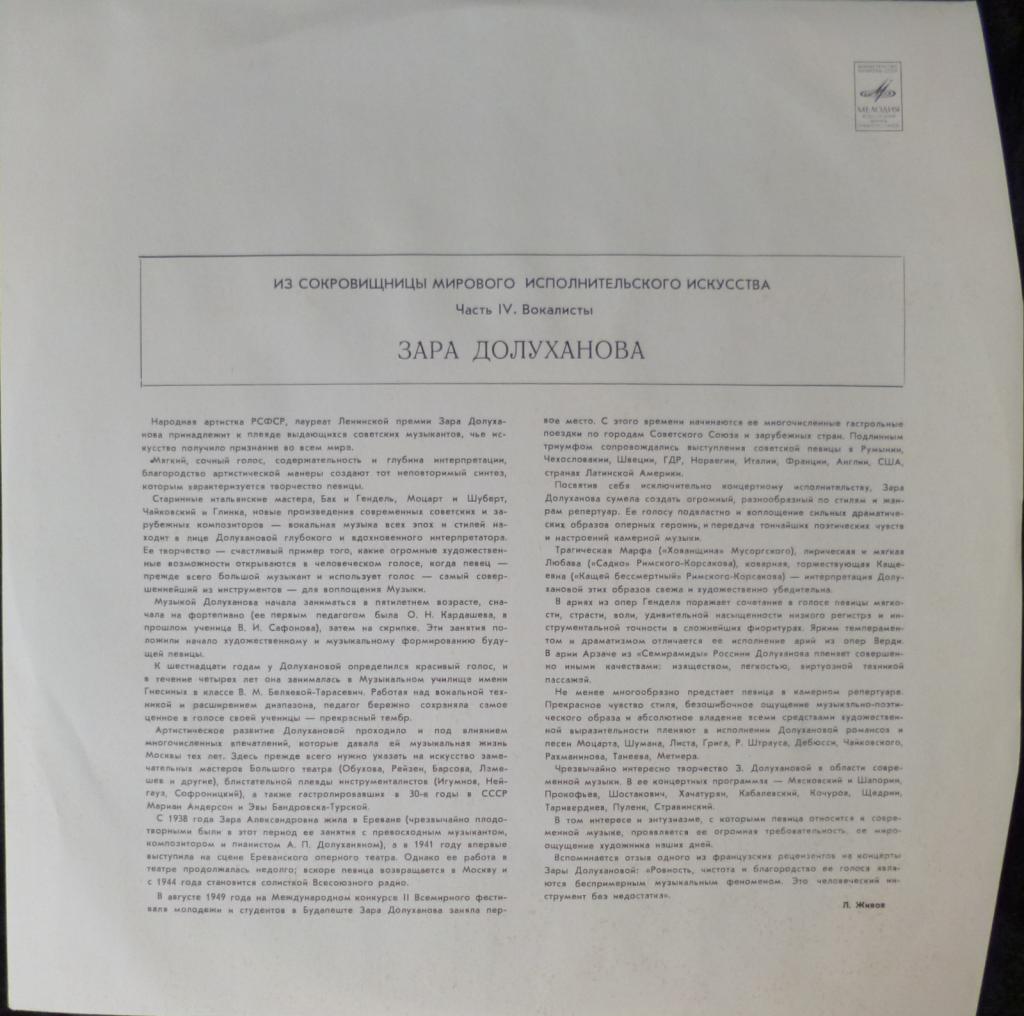 МЕЛОДИЯ
ИЗ СОКРОВИЩНИЦЫ МИРОВОГО ИСПОЛНИТЕЛЬСКОГО ИСКУССТВА
Часть IV. Вокалисты
ЗАРА ДОЛУХАНОВА
Народная артистка РСФСР, лауреат Ленинской премии Зара Долуха-
нова принадлежит к плеяде выдающихся советских музыкантов, чье ис-
кусство получило признание во всем мире.
«Мягкий, сочный голос, содержательность и глубина интерпретации,
благородство артистической манеры создают тот неповторимый синтез,
которым характеризуется творчество певицы.
Старинные итальянские мастера, Бах и Гендель, Моцарт и Шуберт,
Чайковский и Глинка, новые произведения современных советских и за-
рубежных композиторов — вокальная музыка всех эпох и стилей на-
ходит в лице Долухановой глубокого и вдохновенного интерпретатора.
Ее творчество — счастливый пример того, какие огромные художествен-
ные возможности открываются в человеческом голосе, когда певец —
прежде всего большой музыкант и использует голос — самый совер-
шеннейший из инструментов — для воплощения Музыки.
Музыкой Долуханова начала заниматься в пятилетнем возрасте, сна-
чала на фортепиано (ее первым педагогом была О. Н. Кардашева, в
прошлом ученица В. И. Сафонова), затем на скрипке. Эти занятия по-
ложили начало художественному и музыкальному формированию буду-
щей певицы.
К шестнадцати годам у Долухановой определился красивый голос, и
в течение четырех лет она занималась в Музыкальном училище имени
Гнесиных в классе В. М. Беляевой-Тарасевич. Работая над вокальной тех-
никой и расширением диапазона, педагог бережно сохраняла самое
ценное в голосе своей ученицы — прекрасный тембр.
Артистическое развитие Долухановой проходило и под влиянием
многочисленных впечатлений, которые давала ей музыкальная жизнь
Москвы тех лет. Здесь прежде всего нужно указать на искусство заме-
чательных мастеров Большого театра (Обухова, Рейзен, Барсова, Лэме-
шев и другие), блистательной плеяды инструменталистов (Игумнов, Ней-
гауз, Софроницкий), а также гастролировавших в 30-е годы в СССР
Мариан Андерсон и Эвы Бандровска-Турской.
С 1938 года Зара Александровна жила в Ереване (чрезвычайно плодо-
творными были в этот период ее занятия с превосходным музыкантом,
композитором и пианистом А. П. Долуханяном), а в 1941 году впервые
выступила на сцене Ереванского оперного театра. Однако ее работа в
театре продолжалась недолго; вскоре певица возвращается в Москву и
с 1944 года становится солисткой Всесоюзного радио.
В августе 1949 года на Международном конкурсе II Всемирного фести-
валя молодежи и студентов в Будапеште Зара Долуханова заняла пер-
вое место. С этого времени начинаются ее многочисленные гастрольные
поездки по городам Советского Союза и зарубежных стран. Подлинным
триумфом сопровождались выступления советской певицы в Румынии,
Чехословакии, Швеции, ГДР, Норвегии, Италии, Франции, Англии, США,
странах Латинской Америки.
Посвятив себя исключительно концертному исполнительству, Зара
Долуханова сумела создать огромный, разнообразный по стилям и жан-
рам репертуар. Ее голосу подвластно и воплощение сильных драматиче-
ских образов оперных героинь, и передача тончайших поэтических чувств
и настроений камерной музыки.
Трагическая Марфа («Хованщина» Мусоргского), лирическая и мягкая
Любава («Садко» Римского-Корсакова), коварная, торжествующая Каще-
евна («Кащей бессмертный» Римского-Корсакова) — интерпретация Долу-
хановой этих образов свежа и художественно убедительна.
В ариях из опер Генделя поражает сочетание в голосе певицы мягко-
сти, страсти, воли, удивительной насыщенности низкого регистра и ин-
струментальной точности в сложнейших фиоритурах. Ярким темперамен-
том и драматизмом отличается ее исполнение арий из опер Верди.
В арии Арзаче из «Семирамиды» Россини Долуханова пленяет совершен-
но иными качествами: изяществом, легкостью, виртуозной техникой
пассажей.
Не менее многообразно предстает певица в камерном репертуаре.
Прекрасное чувство стиля, безошибочное ощущение музыкально-поэти-
ческого образа и абсолютное владение всеми средствами художествен-
ной выразительности пленяют в исполнении Долухановой романсов и
песен Моцарта, Шумана, Листа, Грига, Р. Штрауса, Дебюсси, Чайковского,
Рахманинова, Танеева, Метнера.
Чрезвычайно интересно творчество З. Долухановой в области совре-
менной музыки. В ее концертных программах — Мясковский и Шапорин,
Прокофьев, Шостакович, Хачатурян, Кабалевский, Кочуров, Щедрин,
Таривердиев, Пуленк, Стравинский.
В том интересе и энтузиазме, с которыми певица относится к совре-
менной музыке, проявляется ее огромная требовательность, ее миро-
ощущение художника наших дней.
Вспоминается отзыв одного из французских рецензентов на концерты
Зары Долухановой: «Ровность, чистота и благородство ее голоса явля-
ются беспримерным музыкальным феноменом. Это человеческий ин-
струмент без недостатка».
Л. Живов